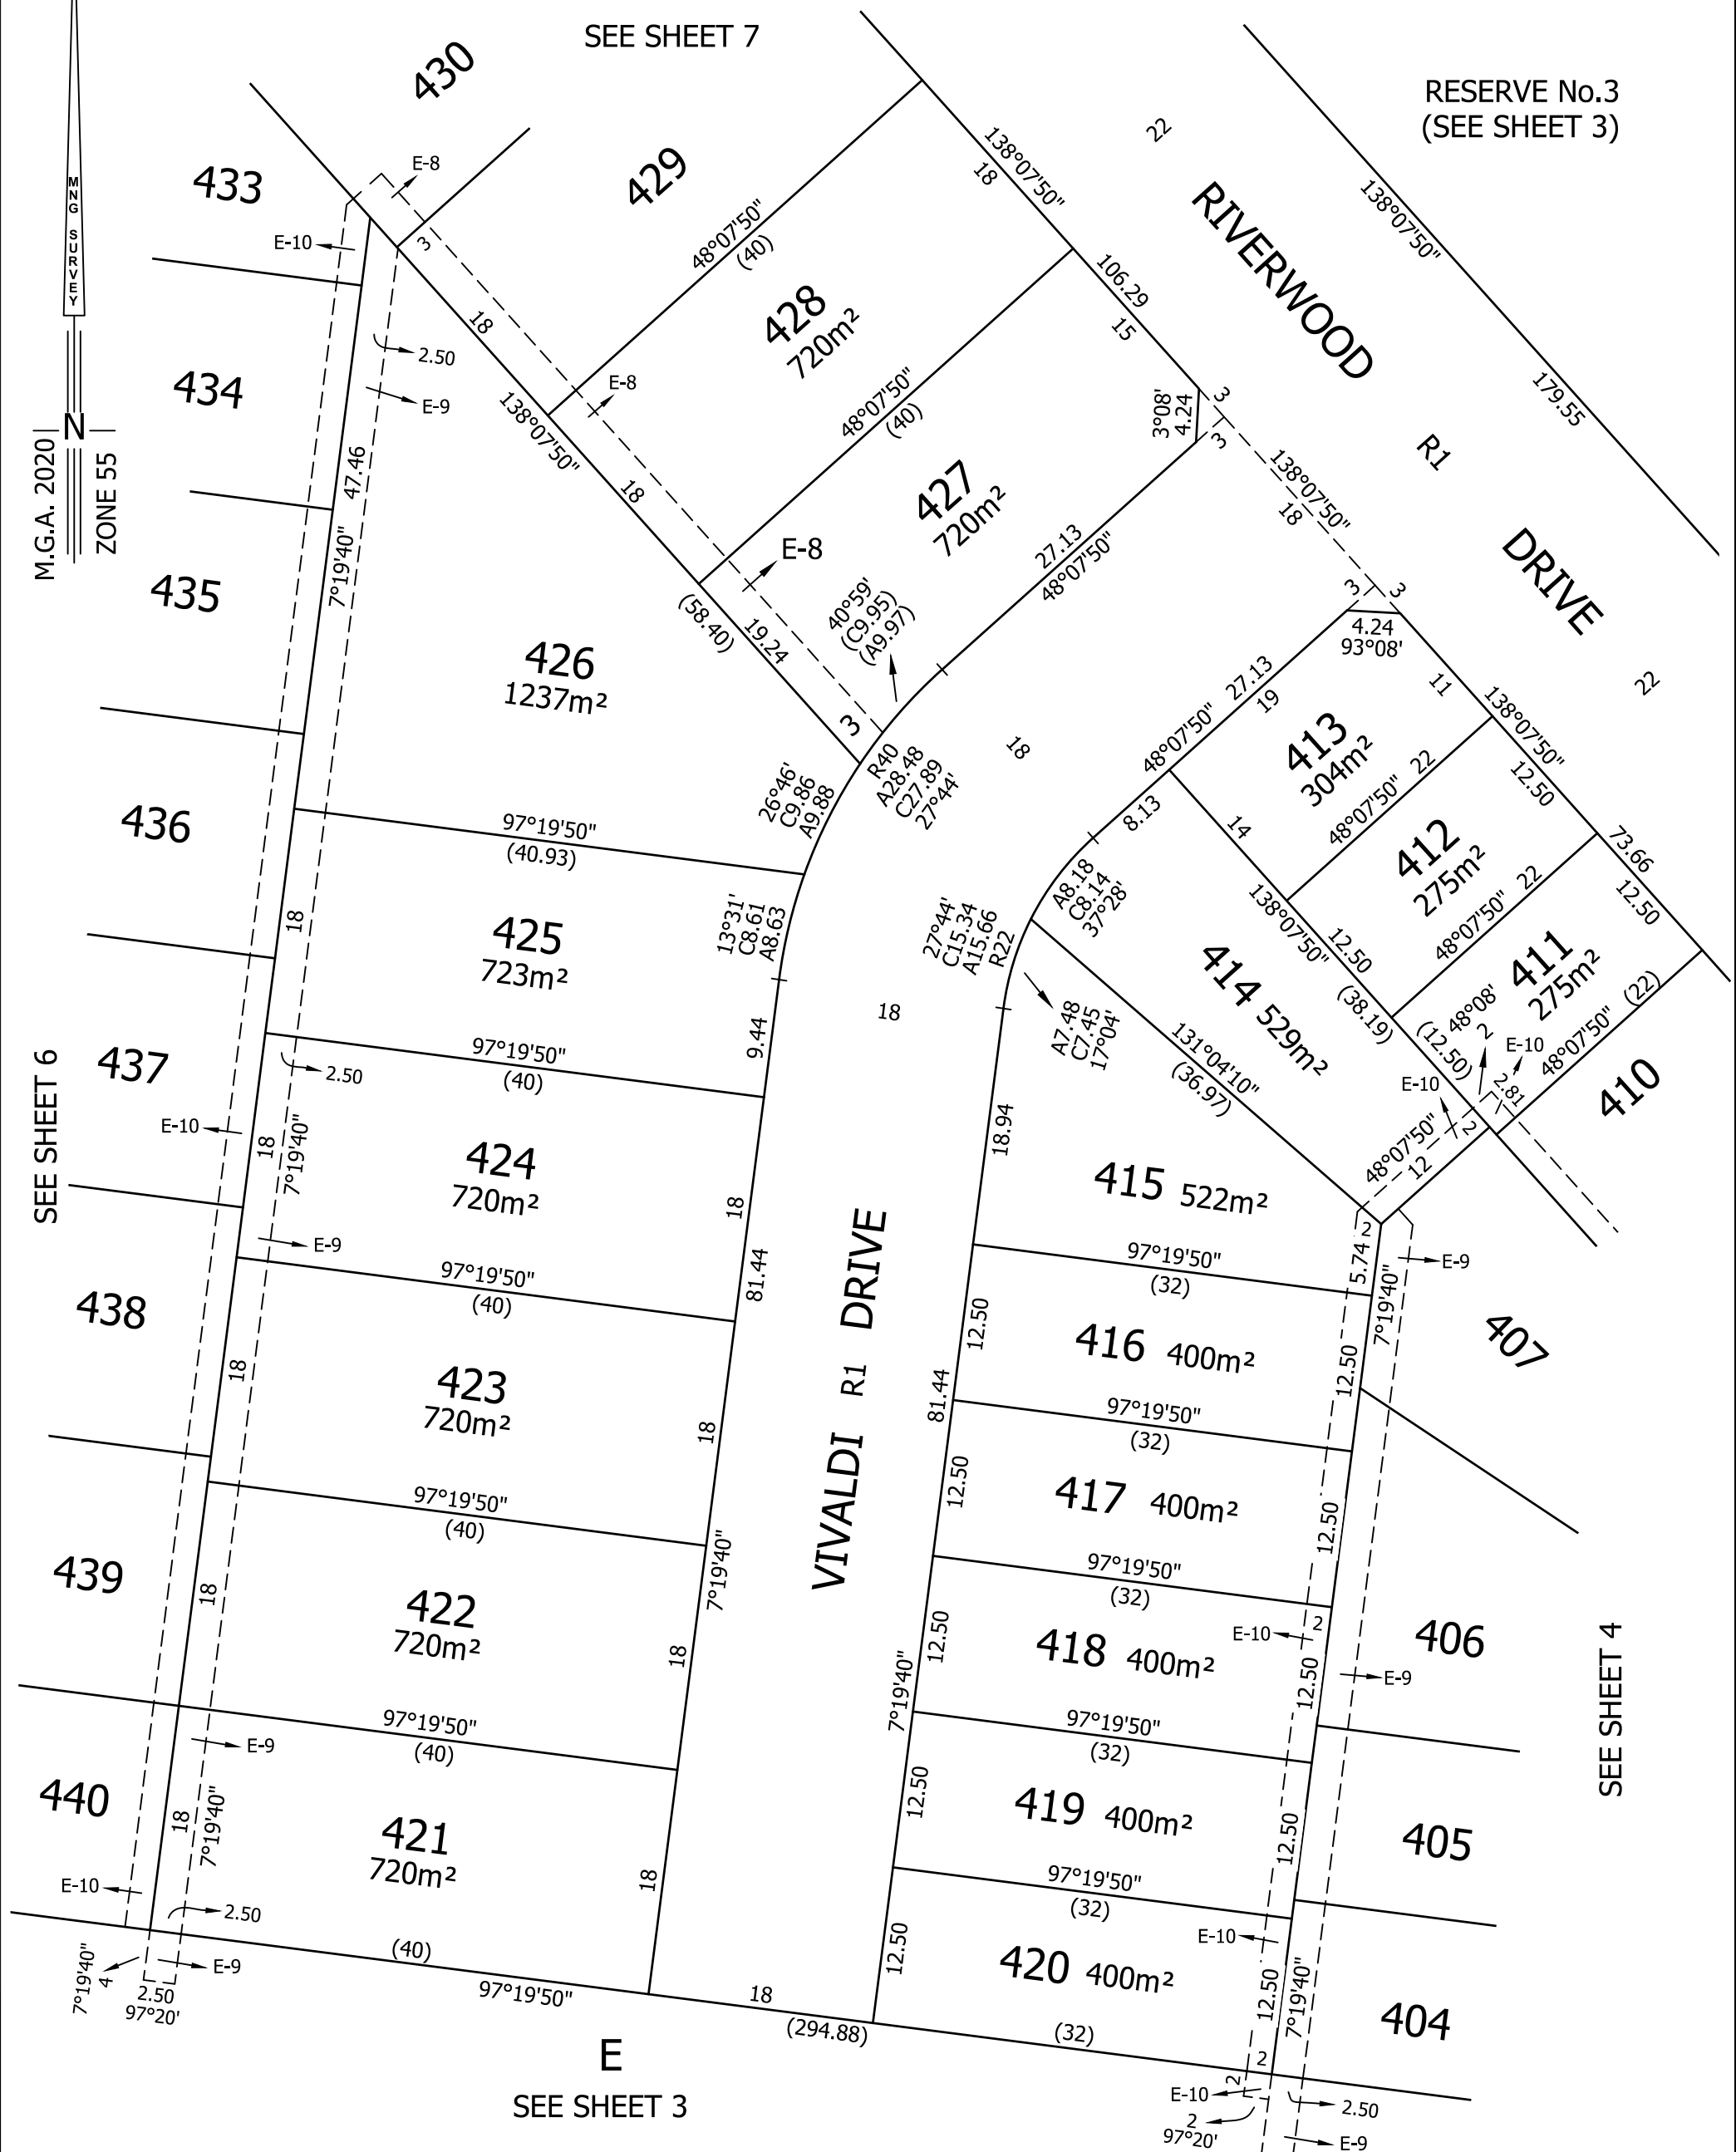 SEE SHEET 7
RESERVE No.3
(SEE SHEET 3)
MNG SURVEY
N
M.G.A. 2020
ZONE 55
430
433
E-8
E-10
3
429
48°07'50"
(40)
138°07'50"
18
22
RIVERWOOD
R1
DRIVE
138°07'50"
179.55
22
434
2.50
E-9
47.46
7°19'40"
18
138°07'50"
E-8
428
720m²
48°07'50"
(40)
106.29
15
3°08'
4.24
3
3
138°07'50"
18
435
18
427
720m²
27.13
48°07'50"
E-8
(58.40)
19.24
3
40°59'
(C9.95)
(A9.97)
3
3
4.24
93°08'
426
1237m²
436
26°46'
C9.86
A9.88
R40
A28.48
C27.89
27°44'
18
48°07'50"
27.13
19
11
413
304m²
138°07'50"
12.50
97°19'50"
(40.93)
8.13
14
48°07'50"
22
412
275m²
73.66
12.50
425
723m²
18
13°31'
C8.61
A8.63
27°44'
C15.34
A15.66
R22
A8.18
C8.14
37°28'
138°07'50"
12.50
(38.19)
48°07'50"
22
411
275m²
(22)
48°07'50"
(12.50)
48°08'
2
E-10
2.81
414 529m²
9.44
18
A7.48
C7.45
17°04'
131°04'10"
(36.97)
E-10
2
48°07'50"
12
410
SEE SHEET 6
437
97°19'50"
(40)
2.50
E-10
18
7°19'40"
424
720m²
18
18.94
415 522m²
2
5.74
7°19'40"
E-9
E-9
438
97°19'50"
(40)
81.44
VIVALDI R1 DRIVE
97°19'50"
(32)
12.50
416 400m²
12.50
407
18
423
720m²
18
81.44
97°19'50"
(32)
12.50
417 400m²
12.50
439
97°19'50"
(40)
7°19'40"
18
422
720m²
18
97°19'50"
(32)
12.50
418 400m²
E-10
2
12.50
406
E-9
SEE SHEET 4
7°19'40"
97°19'50"
(40)
E-9
440
18
7°19'40"
421
720m²
18
97°19'50"
(32)
12.50
419 400m²
12.50
405
E-10
2.50
97°19'50"
(32)
12.50
420 400m²
E-10
12.50
7°19'40"
404
(40)
97°19'50"
18
(294.88)
(32)
7°19'40"
4
E-9
2.50
97°20'
E
SEE SHEET 3
2
2
E-10
2
97°20'
2.50
E-9